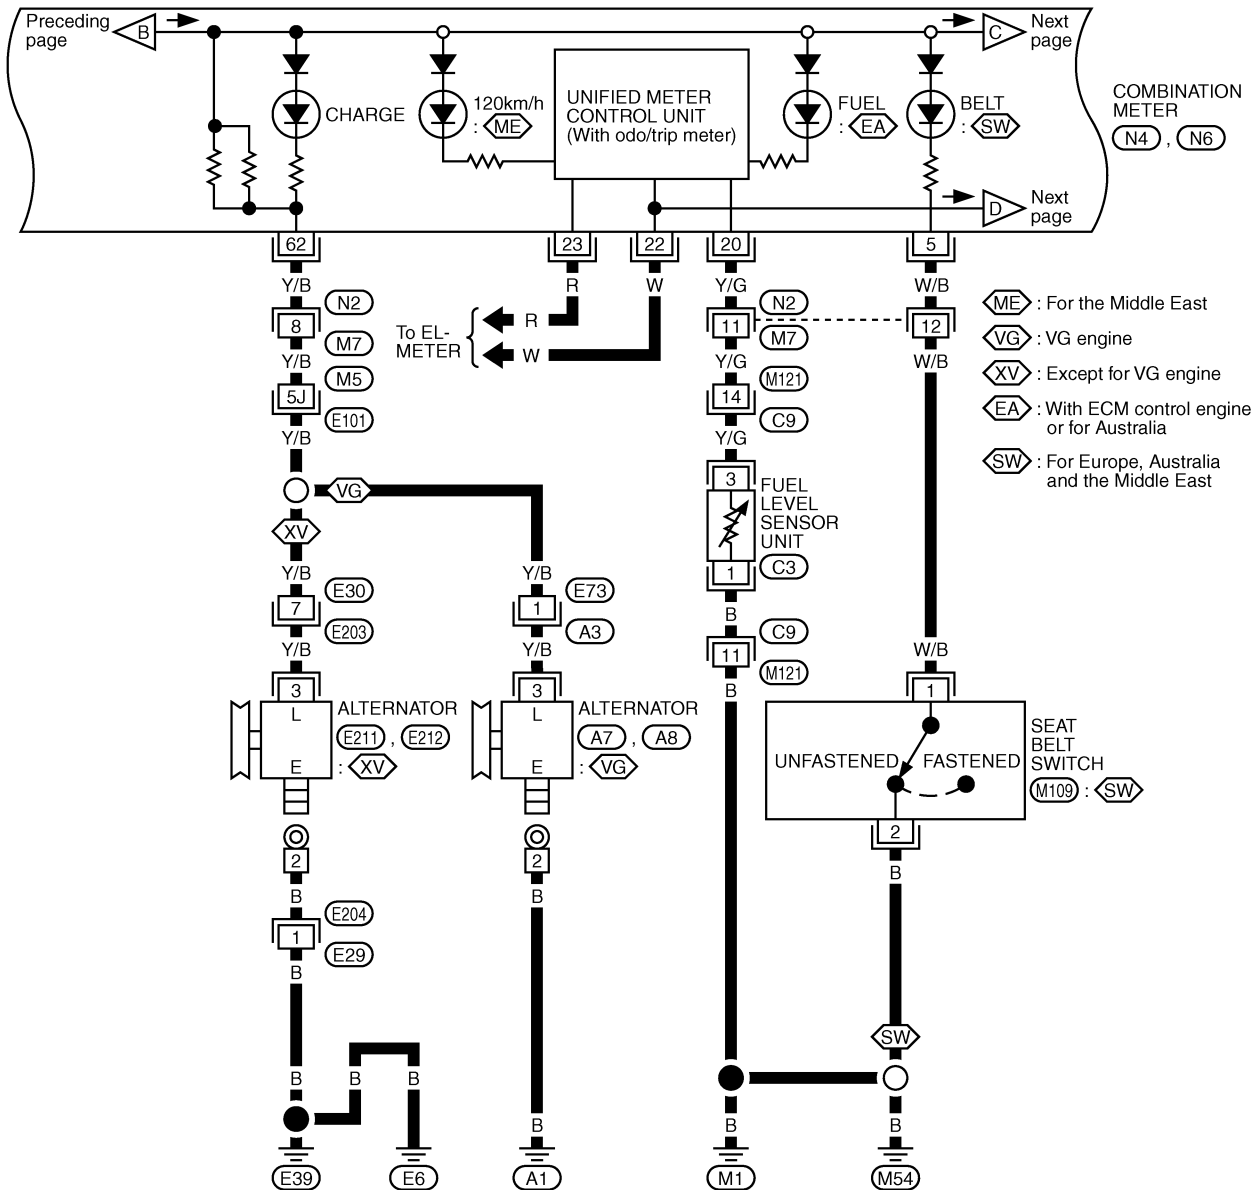 Preceding
page
B
C
Next
page
CHARGE
120km/h
: ME
UNIFIED METER
CONTROL UNIT
(With odo/trip meter)
FUEL
: EA
BELT
: SW
COMBINATION
METER
N4 , N6
D
Next
page
62
23
22
20
5
Y/B
R
W
Y/G
W/B
N2
8
M7
To EL-
METER
R
W
N2
11
M7
12
Y/B
Y/G
W/B
ME : For the Middle East
VG : VG engine
XV : Except for VG engine
EA : With ECM control engine
or for Australia
SW : For Europe, Australia
and the Middle East
M5
5J
E101
M121
14
C9
Y/B
Y/G
VG
XV
3
FUEL
LEVEL
SENSOR
UNIT
1
C3
Y/B
Y/B
E30
7
E203
E73
1
A3
B
C9
11
M121
Y/B
Y/B
B
W/B
3
L
E
ALTERNATOR
E211 , E212
: XV
3
L
E
ALTERNATOR
A7 , A8
: VG
1
UNFASTENED
FASTENED
SEAT
BELT
SWITCH
M109 : SW
2
2
2
B
B
B
E204
1
E29
B
SW
B
B
B
B
B
B
E39
E6
A1
M1
M54